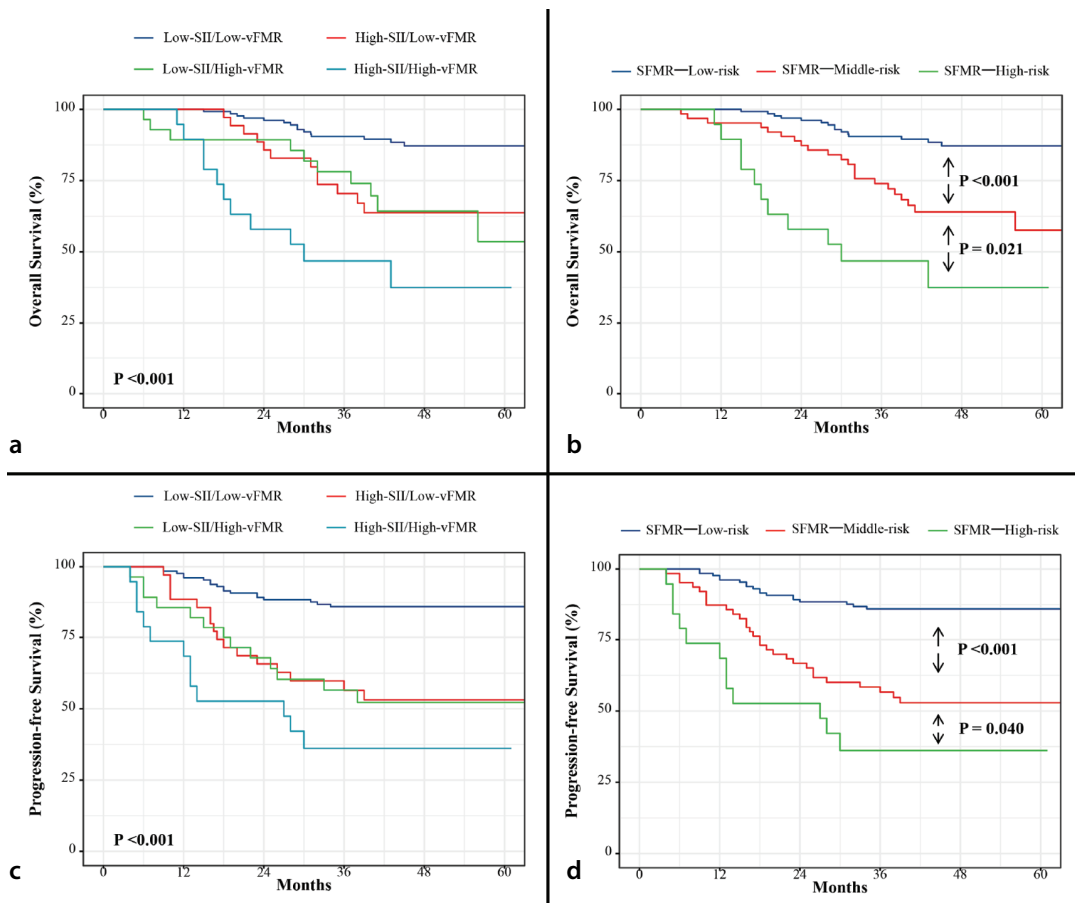 Low-SII/Low-vFMR High-SII/Low-vFMR
Low-SII/High-vFMR High-SII/High-vFMR
Overall Survival (%)
100
75
50
25
0
P <0.001
0 12 24 36 48 60
Months
a
SFMR—Low-risk SFMR—Middle-risk SFMR—High-risk
Overall Survival (%)
100
75
50
25
0
P <0.001
P = 0.021
0 12 24 36 48 60
Months
b
Low-SII/Low-vFMR High-SII/Low-vFMR
Low-SII/High-vFMR High-SII/High-vFMR
Progression-free Survival (%)
100
75
50
25
0
P <0.001
0 12 24 36 48 60
Months
c
SFMR—Low-risk SFMR—Middle-risk SFMR—High-risk
Progression-free Survival (%)
100
75
50
25
0
P <0.001
P = 0.040
0 12 24 36 48 60
Months
d